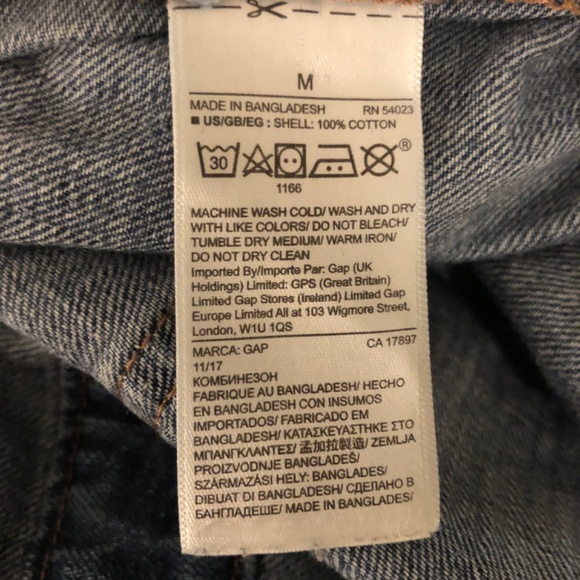 M
MADE IN BANGLADESH RN 54023
■ US/GB/EG : SHELL: 100% COTTON
30
®
1166
MACHINE WASH COLD/ WASH AND DRY
WITH LIKE COLORS/ DO NOT BLEACH/
TUMBLE DRY MEDIUM/ WARM IRON/
DO NOT DRY CLEAN
Imported By/Importe Par: Gap (UK
Holdings) Limited: GPS (Great Britain)
Limited Gap Stores (Ireland) Limited Gap
Europe Limited All at 103 Wigmore Street,
London, W1U 1QS
MARCA: GAP CA 17897
11/17
КОМБИНЕЗОН
FABRIQUE AU BANGLADESH/ HECHO
EN BANGLADESH CON INSUMOS
IMPORTADOS/ FABRICADO EM
BANGLADESH/ ΚΑΤΑΣΚΕΥΑΣΤΗΚΕ ΣΤΟ
ΜΠΑΝΓΚΛΑΝΤΕΣ/ 孟加拉製造/ ZEMLJA
PROIZVODNJE BANGLADEŠ/
SZÁRMAZÁSI HELY: BANGLADES/
DIBUAT DI BANGLADESH/ СДЕЛАНО В
БАНГЛАДЕШЕ/ MADE IN BANGLADES/